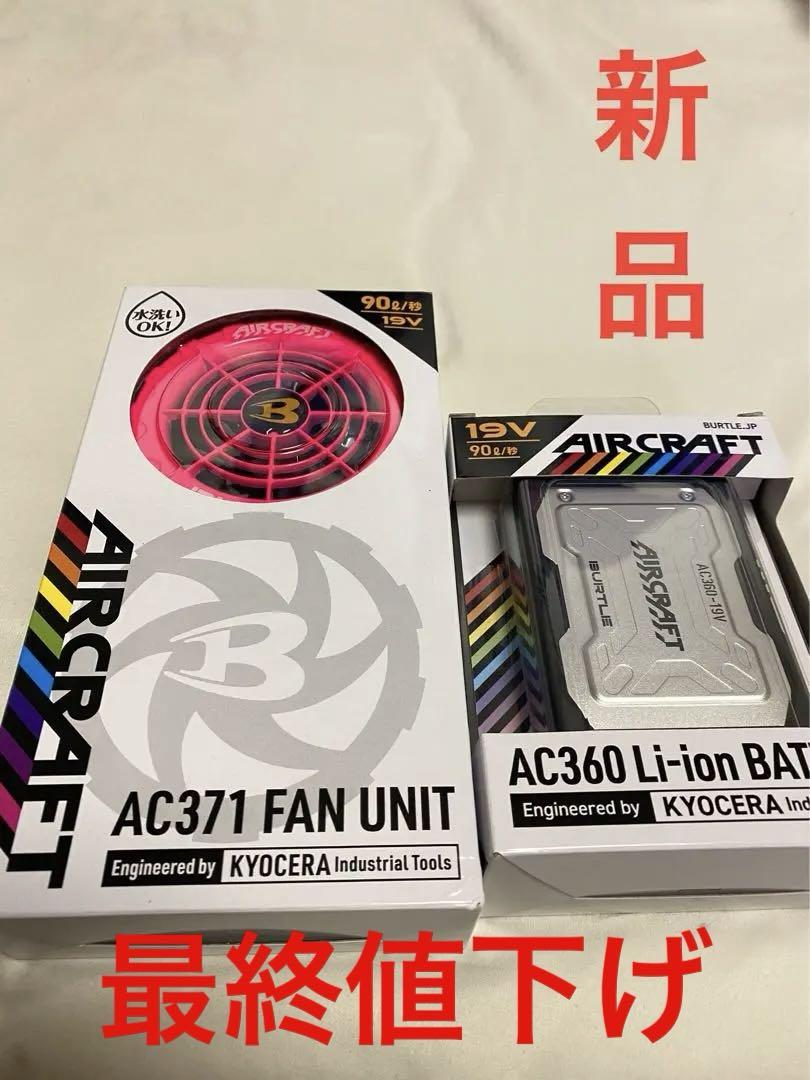 新
品
水洗い
OK!
90ℓ/秒
19V
AIRCRAFT
B
AIRCRAFT
B
AC371 FAN UNIT
Engineered by KYOCERA Industrial Tools
19V
90ℓ/秒
BURTLE.JP
AIRCRAFT
BURTLE
AIRCRAFT
AC360-19V
AC360 Li-ion BAT
Engineered by KYOCERA Ind
最終値下げ